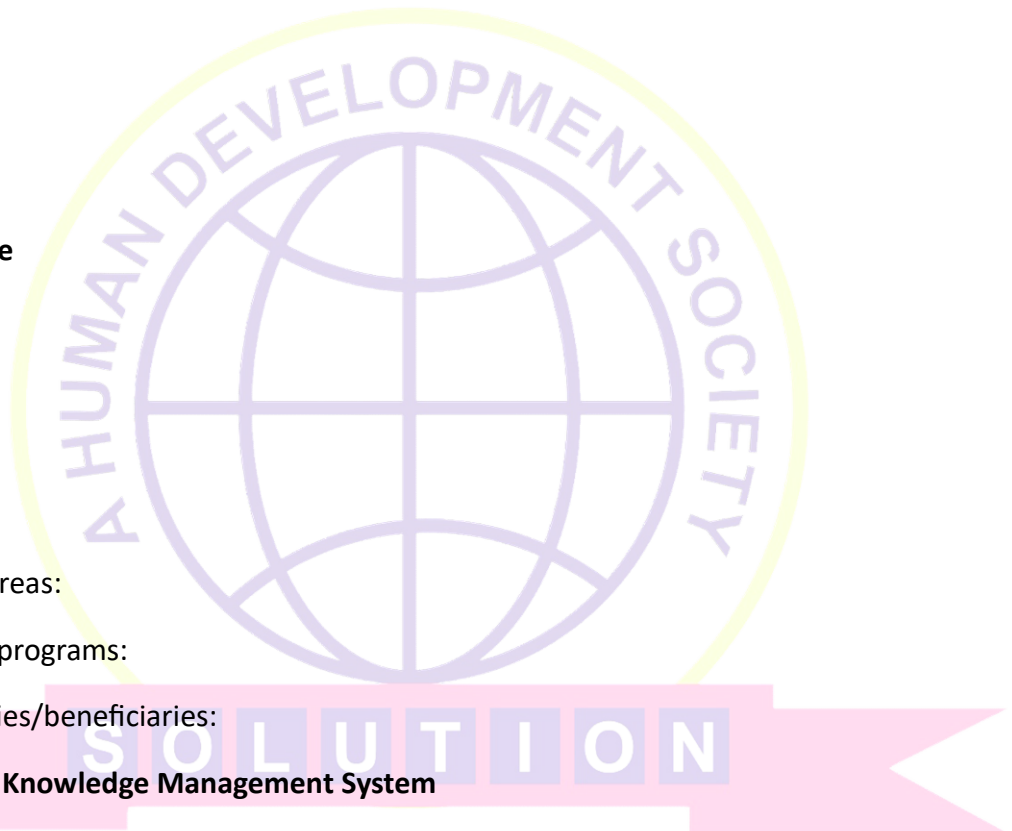 A HUMAN DEVELOPMENT SOCIETY
e
reas:
programs:
ies/beneficiaries:
SOLUTION
Knowledge Management System